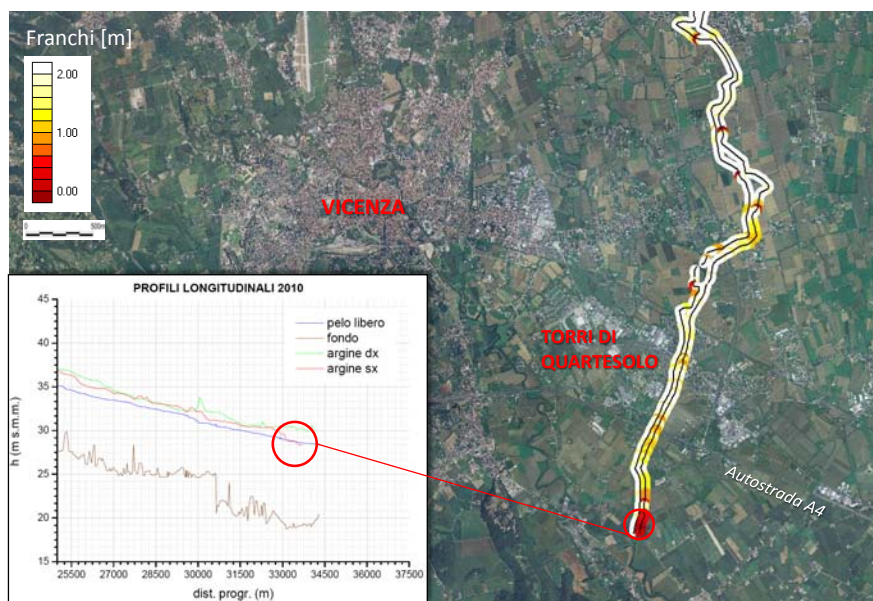 Franchi [m]
2.00
1.00
0.00
0 500m
VICENZA
TORRI DI
QUARTESOLO
Autostrada A4
PROFILI LONGITUDINALI 2010
pelo libero
fondo
argine dx
argine sx
h (m s.m.m.)
45
40
35
30
25
20
15
25500 27000 28500 30000 31500 33000 34500 36000 37500
dist. progr. (m)